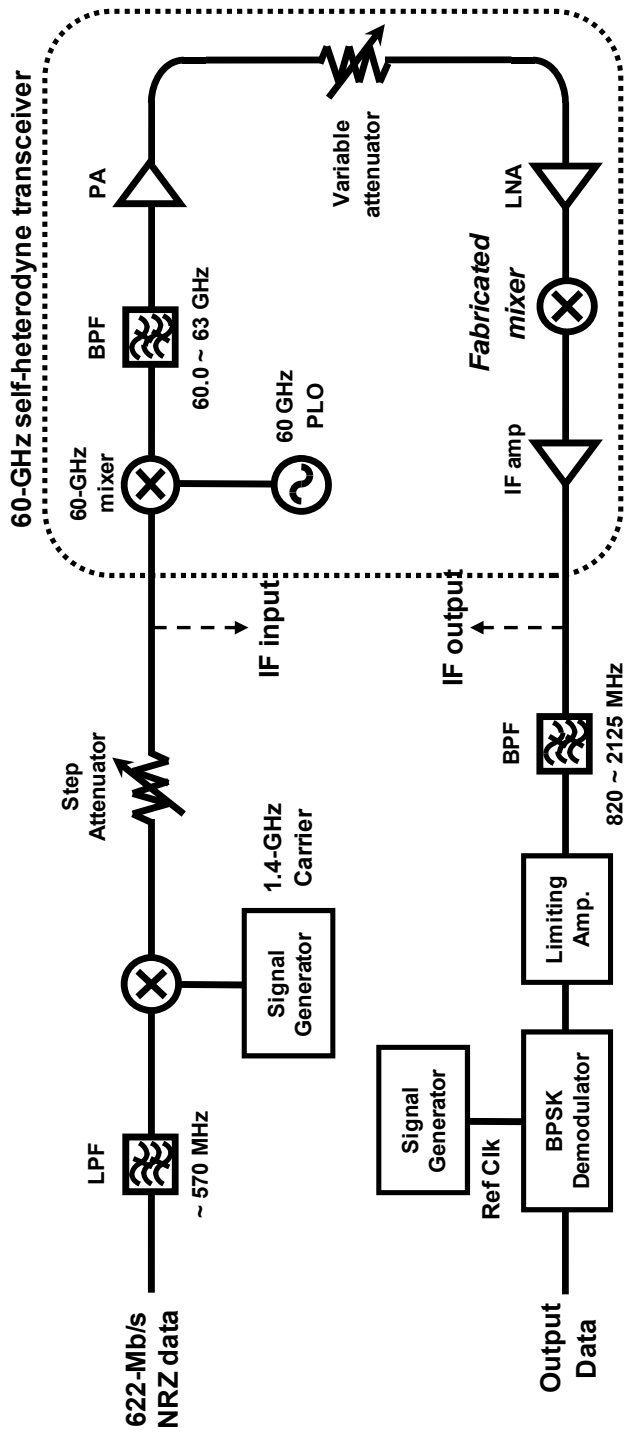 60-GHz self-heterodyne transceiver
622-Mb/s
NRZ data
LPF
~ 570 MHz
Signal
Generator
1.4-GHz
Carrier
Step
Attenuator
IF input
60-GHz
mixer
60 GHz
PLO
BPF
60.0 ~ 63 GHz
PA
Variable
attenuator
LNA
Fabricated
mixer
IF amp
IF output
BPF
820 ~ 2125 MHz
Limiting
Amp.
BPSK
Demodulator
Signal
Generator
Ref Clk
Output
Data